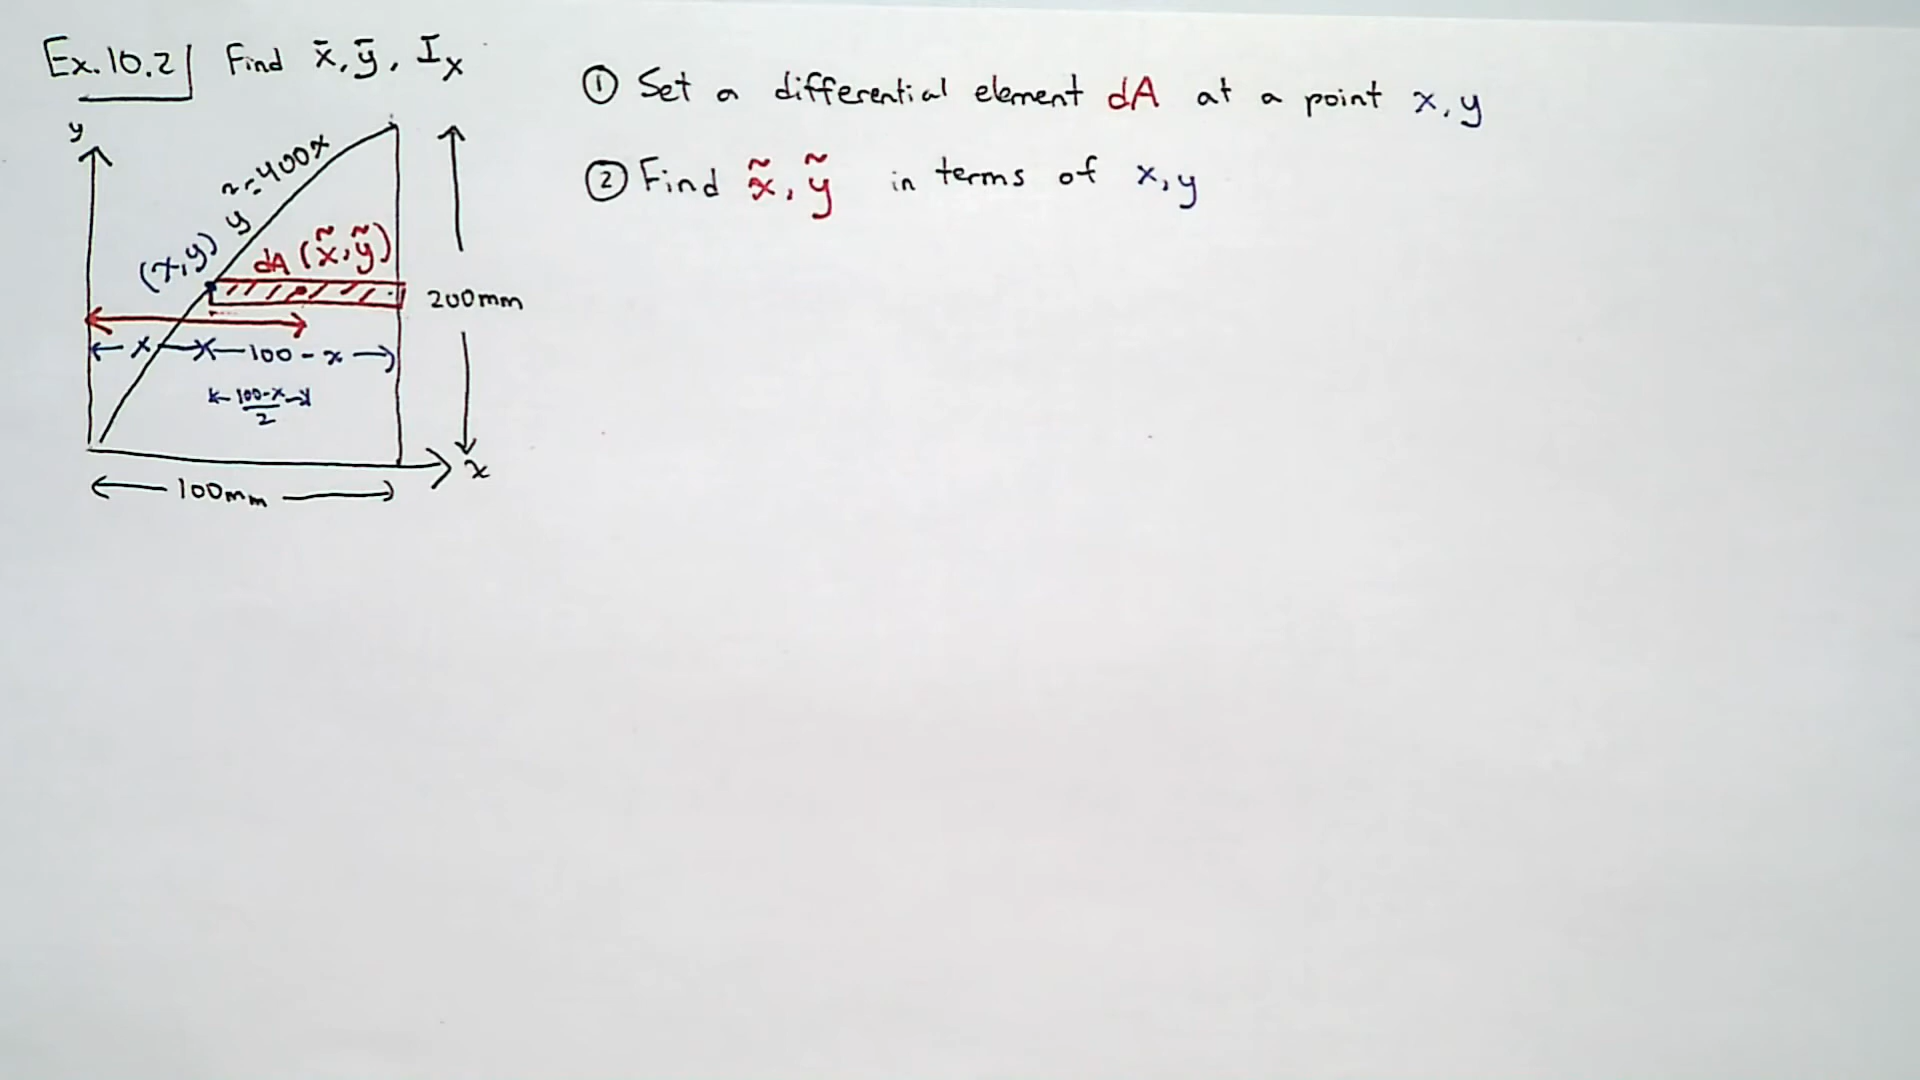 Ex.10.2| Find x̄, ȳ, Ix
① Set a differential element dA at a point x, y
② Find x̃, ỹ in terms of x, y
y
y²=400x
(x,y)
dA (x̃,ỹ)
200mm
x
100-x
100-x
2
x
100mm